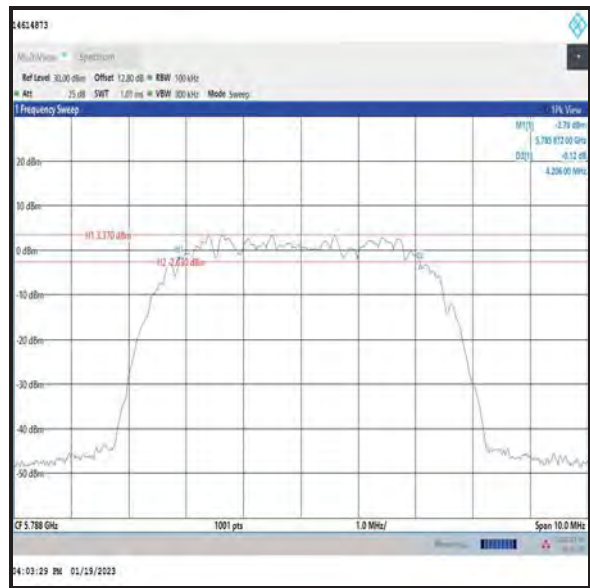 14614873
MultiView Spectrum
Ref Level 30.00 dBm Offset 12.80 dB RBW 100 kHz
Att 25 dB SWT 1.01 ms VBW 300 kHz Mode Sweep
1 Frequency Sweep 1Pk View
M1[1]
5.785 872 00 GHz
D2[1] -0.12 dB
4.206 00 MHz
20 dBm
10 dBm
H1 3.370 dBm
0 dBm
H2 -2.630 dBm
-10 dBm
-20 dBm
-30 dBm
-40 dBm
-50 dBm
CF 5.788 GHz 1001 pts 1.0 MHz/ Span 10.0 MHz
04:03:29 PM 01/19/2023